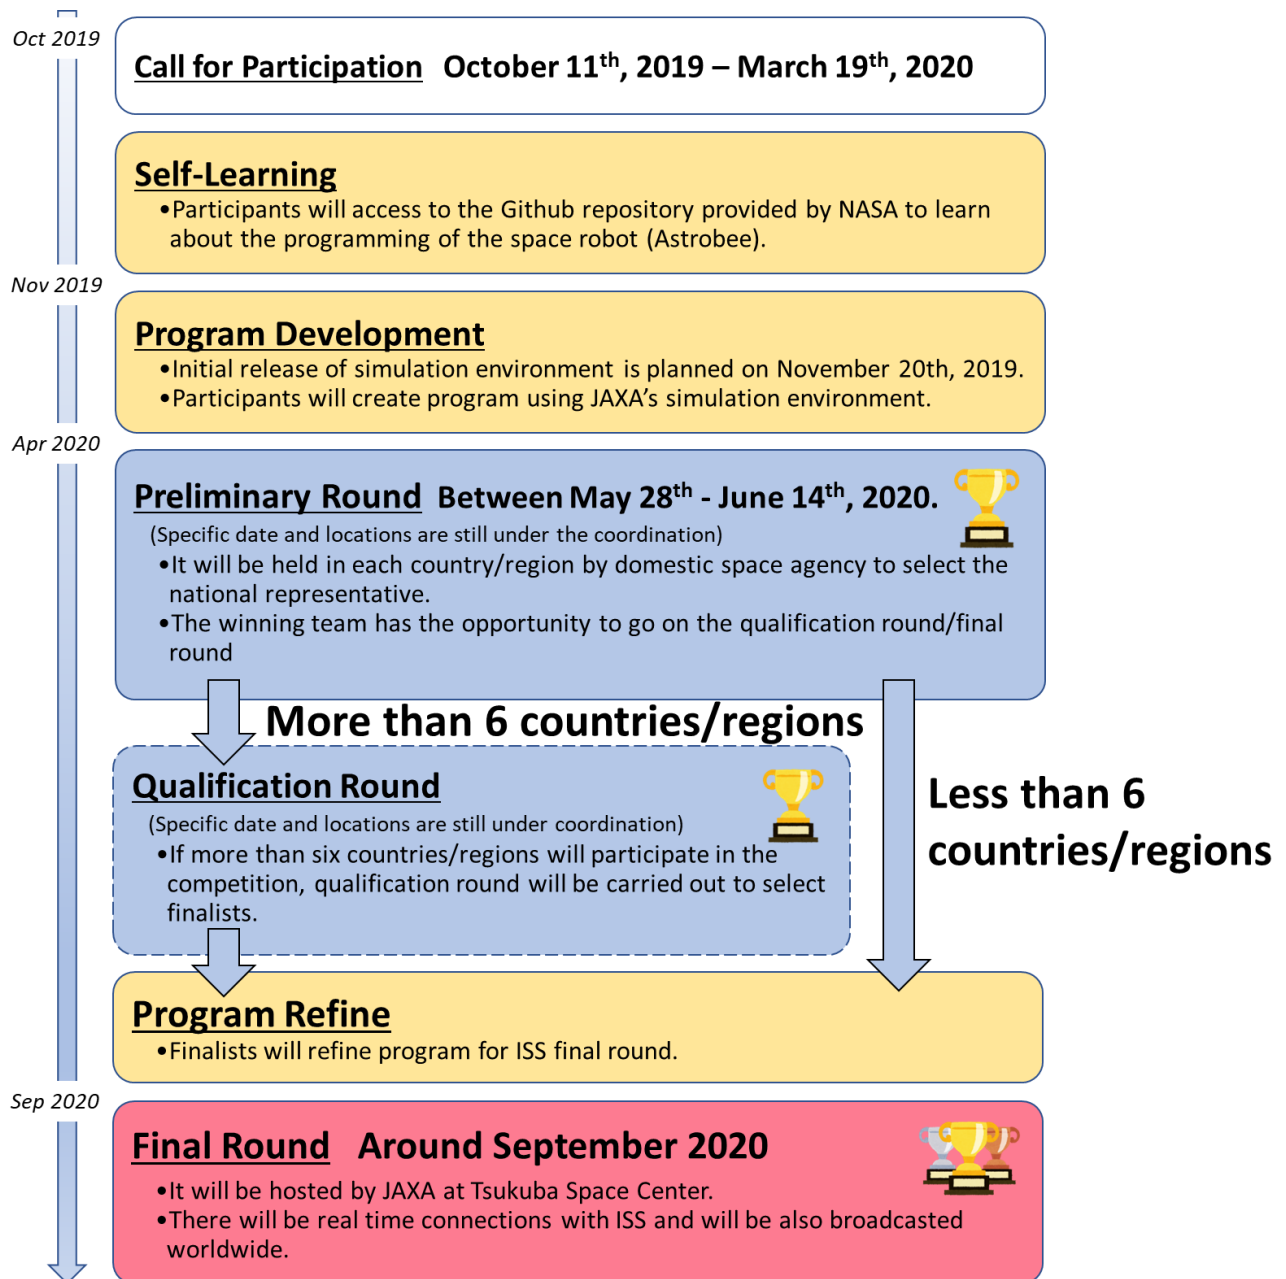 Oct 2019
Call for Participation October 11th, 2019 – March 19th, 2020
Self-Learning
•Participants will access to the Github repository provided by NASA to learn
about the programming of the space robot (Astrobee).
Nov 2019
Program Development
•Initial release of simulation environment is planned on November 20th, 2019.
•Participants will create program using JAXA's simulation environment.
Apr 2020
Preliminary Round Between May 28th - June 14th, 2020.
(Specific date and locations are still under the coordination)
•It will be held in each country/region by domestic space agency to select the
national representative.
•The winning team has the opportunity to go on the qualification round/final
round
More than 6 countries/regions
Less than 6
countries/regions
Qualification Round
(Specific date and locations are still under coordination)
•If more than six countries/regions will participate in the
competition, qualification round will be carried out to select
finalists.
Program Refine
•Finalists will refine program for ISS final round.
Sep 2020
Final Round Around September 2020
•It will be hosted by JAXA at Tsukuba Space Center.
•There will be real time connections with ISS and will be also broadcasted
worldwide.